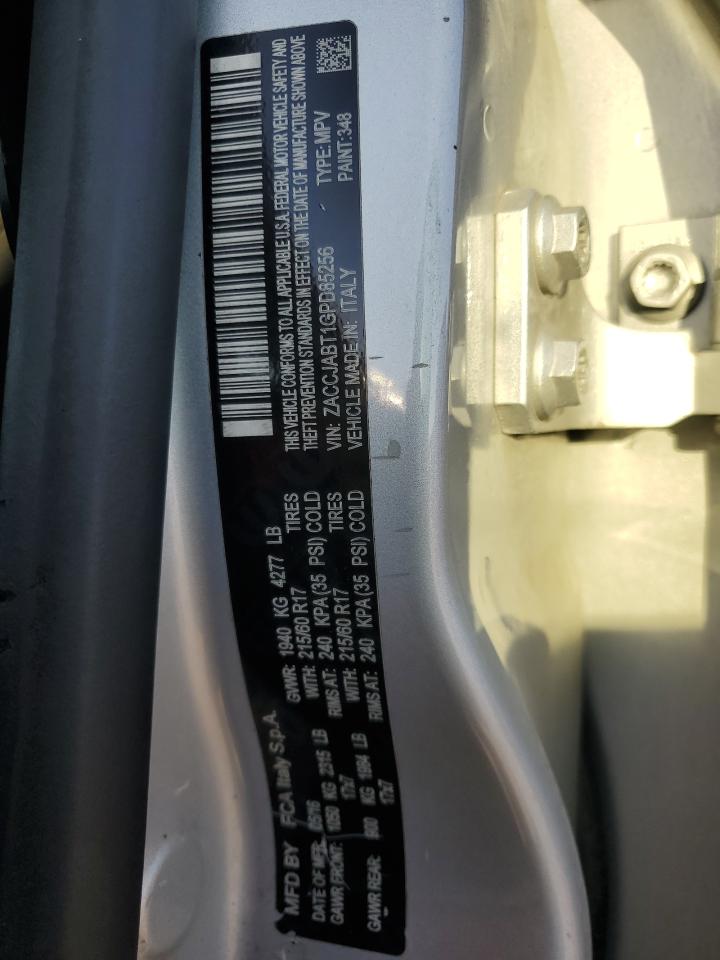 MFD BY FCA Italy S.p.A. GVWR: 1940 KG 4277 LB
DATE OF MFR: 05/16 WITH: 215/60 R17 TIRES
GAWR FRONT: 1050 KG 2315 LB RIMS AT: 240 KPA(35 PSI) COLD
17x7 WITH: 215/60 R17 TIRES
GAWR REAR: 900 KG 1984 LB RIMS AT: 240 KPA(35 PSI) COLD
17x7
THIS VEHICLE CONFORMS TO ALL APPLICABLE U.S.A. FEDERAL MOTOR VEHICLE SAFETY AND
THEFT PREVENTION STANDARDS IN EFFECT ON THE DATE OF MANUFACTURE SHOWN ABOVE
VIN: ZACCJABT1GPD85256 TYPE: MPV
VEHICLE MADE IN: ITALY PAINT:348